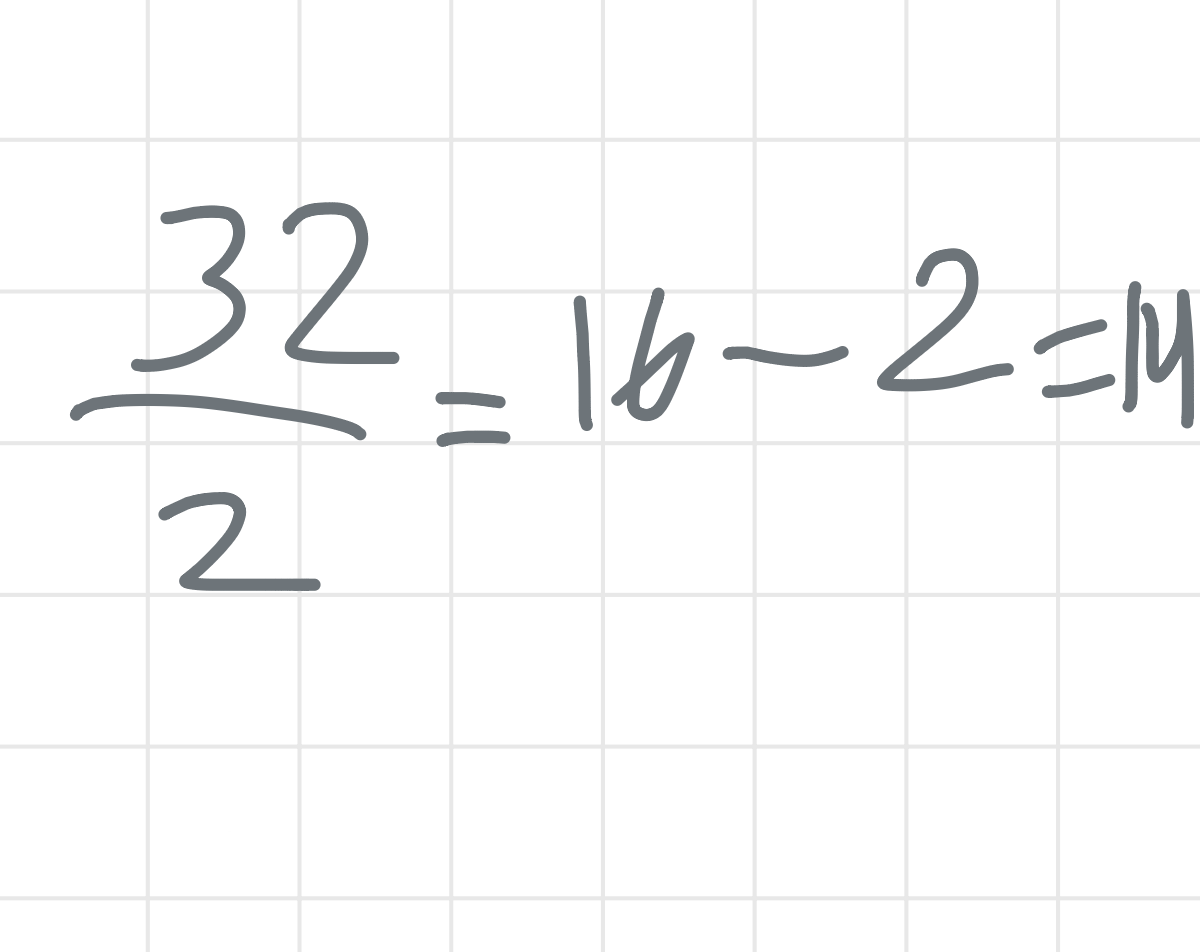 32/2 = 16 - 2 = 14